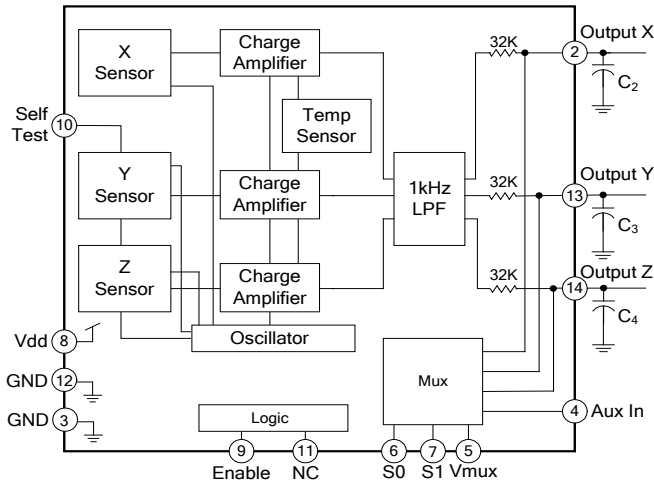 X
Sensor
Charge
Amplifier
32K
2
Output X
C2
Temp
Sensor
Self
Test
10
Y
Sensor
Charge
Amplifier
1kHz
LPF
32K
13
Output Y
C3
Z
Sensor
Charge
Amplifier
32K
14
Output Z
C4
Oscillator
Vdd
8
GND
12
GND
3
Mux
Logic
4
Aux In
9
11
6
7
5
Enable
NC
S0
S1
Vmux